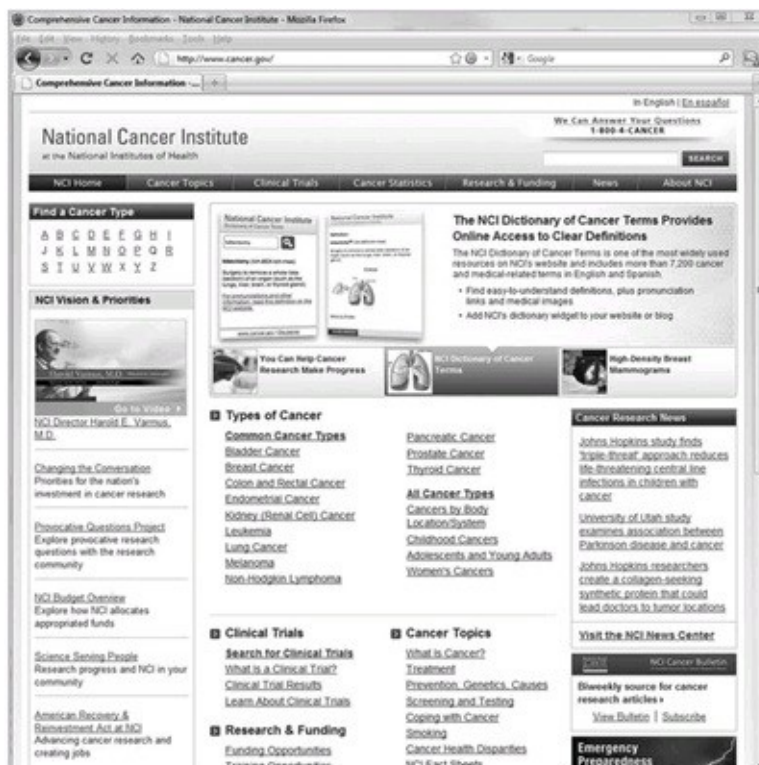 Comprehensive Cancer Information - National Cancer Institute - Mozilla Firefox
File Edit View History Bookmarks Tools Help
http://www.cancer.gov/
Google
Comprehensive Cancer Information -...
In English | En español
National Cancer Institute
at the National Institutes of Health
We Can Answer Your Questions
1-800-4-CANCER
SEARCH
NCI Home Cancer Topics Clinical Trials Cancer Statistics Research & Funding News About NCI
Find a Cancer Type
A B C D E F G H I
J K L M N O P Q R
S T U V W X Y Z
NCI Vision & Priorities
Harold Varmus, M.D.
Go to Video
NCI Director Harold E. Varmus,
M.D.
Changing the Conversation
Priorities for the nation's
investment in cancer research
Provocative Questions Project
Explore provocative research
questions with the research
community
NCI Budget Overview
Explore how NCI allocates
appropriated funds
Science Serving People
Research progress and NCI in your
community
American Recovery &
Reinvestment Act at NCI
Advancing cancer research and
creating jobs
National Cancer Institute
The NCI Dictionary of Cancer Terms Provides
Online Access to Clear Definitions
The NCI Dictionary of Cancer Terms is one of the most widely used
resources on NCI's website and includes more than 7,200 cancer
and medical-related terms in English and Spanish.
• Find easy-to-understand definitions, plus pronunciation
links and medical images
• Add NCI's dictionary widget to your website or blog
You Can Help Cancer
Research Make Progress
NCI Dictionary of Cancer
Terms
High-Density Breast
Mammograms
Types of Cancer
Common Cancer Types
Bladder Cancer
Breast Cancer
Colon and Rectal Cancer
Endometrial Cancer
Kidney (Renal Cell) Cancer
Leukemia
Lung Cancer
Melanoma
Non-Hodgkin Lymphoma
Pancreatic Cancer
Prostate Cancer
Thyroid Cancer
All Cancer Types
Cancers by Body
Location/System
Childhood Cancers
Adolescents and Young Adults
Women's Cancers
Clinical Trials
Search for Clinical Trials
What Is a Clinical Trial?
Clinical Trial Results
Learn About Clinical Trials
Research & Funding
Funding Opportunities
Training Opportunities
Cancer Topics
What Is Cancer?
Treatment
Prevention, Genetics, Causes
Screening and Testing
Coping with Cancer
Smoking
Cancer Health Disparities
NCI Fact Sheets
Cancer Research News
Johns Hopkins study finds
'triple-threat' approach reduces
life-threatening central line
infections in children with
cancer
University of Utah study
examines association between
Parkinson disease and cancer
Johns Hopkins researchers
create a collagen-seeking
synthetic protein that could
lead doctors to tumor locations
Visit the NCI News Center
NCI Cancer Bulletin
Biweekly source for cancer
research articles
View Bulletin | Subscribe
Emergency
Preparedness